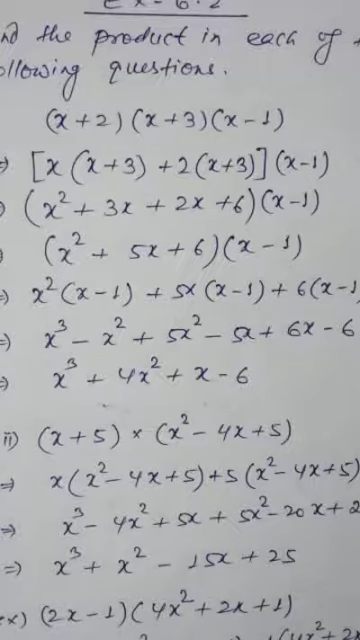 Ex-6.2
nd the product in each of
ollowing questions.
(x+2)(x+3)(x-1)
⇒ [x(x+3)+2(x+3)](x-1)
(x²+3x+2x+6)(x-1)
(x²+5x+6)(x-1)
⇒ x²(x-1)+5x(x-1)+6(x-1
⇒ x³-x²+5x²-5x+6x-6
⇒ x³+4x²+x-6
ii) (x+5)×(x²-4x+5)
⇒ x(x²-4x+5)+5(x²-4x+5)
⇒ x³-4x²+5x+5x²-20x+2
⇒ x³+x²-15x+25
x) (2x-1)(4x²+2x+1)